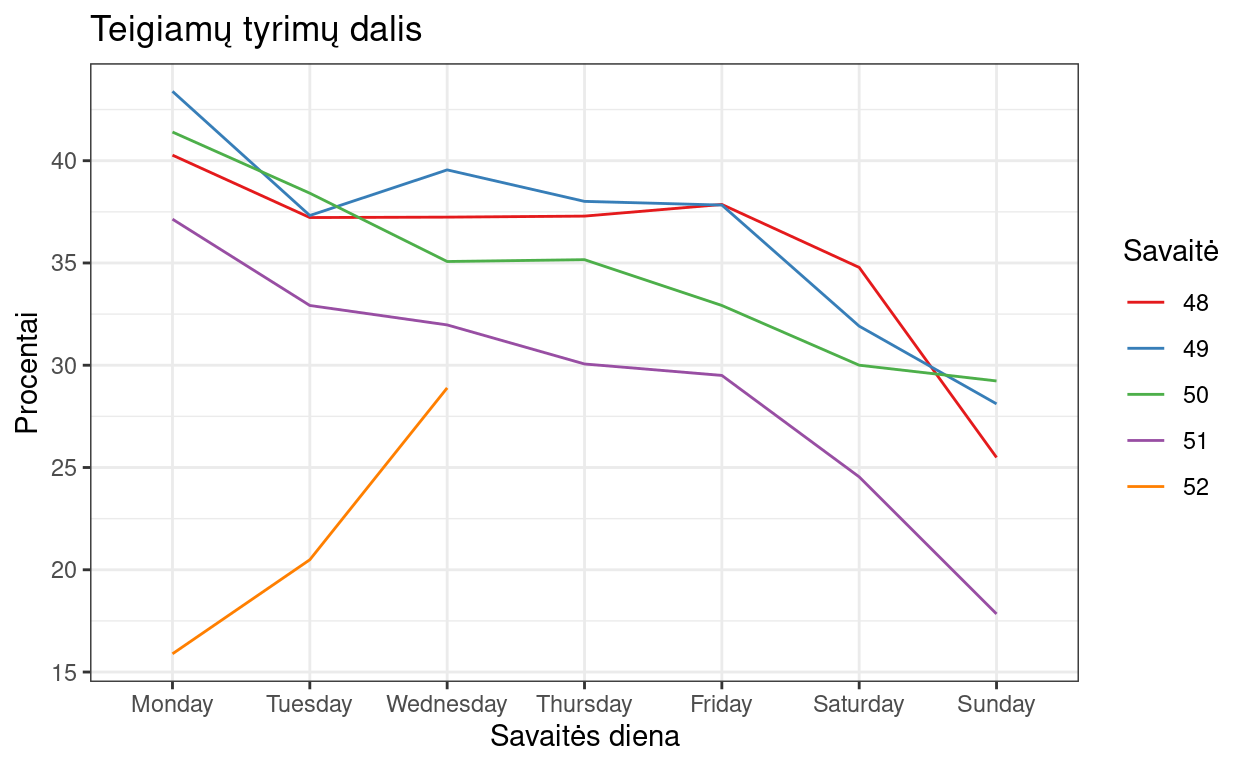 Teigiamų tyrimų dalis
Procentai
40
35
30
25
20
15
Monday Tuesday Wednesday Thursday Friday Saturday Sunday
Savaitės diena
Savaitė
48
49
50
51
52